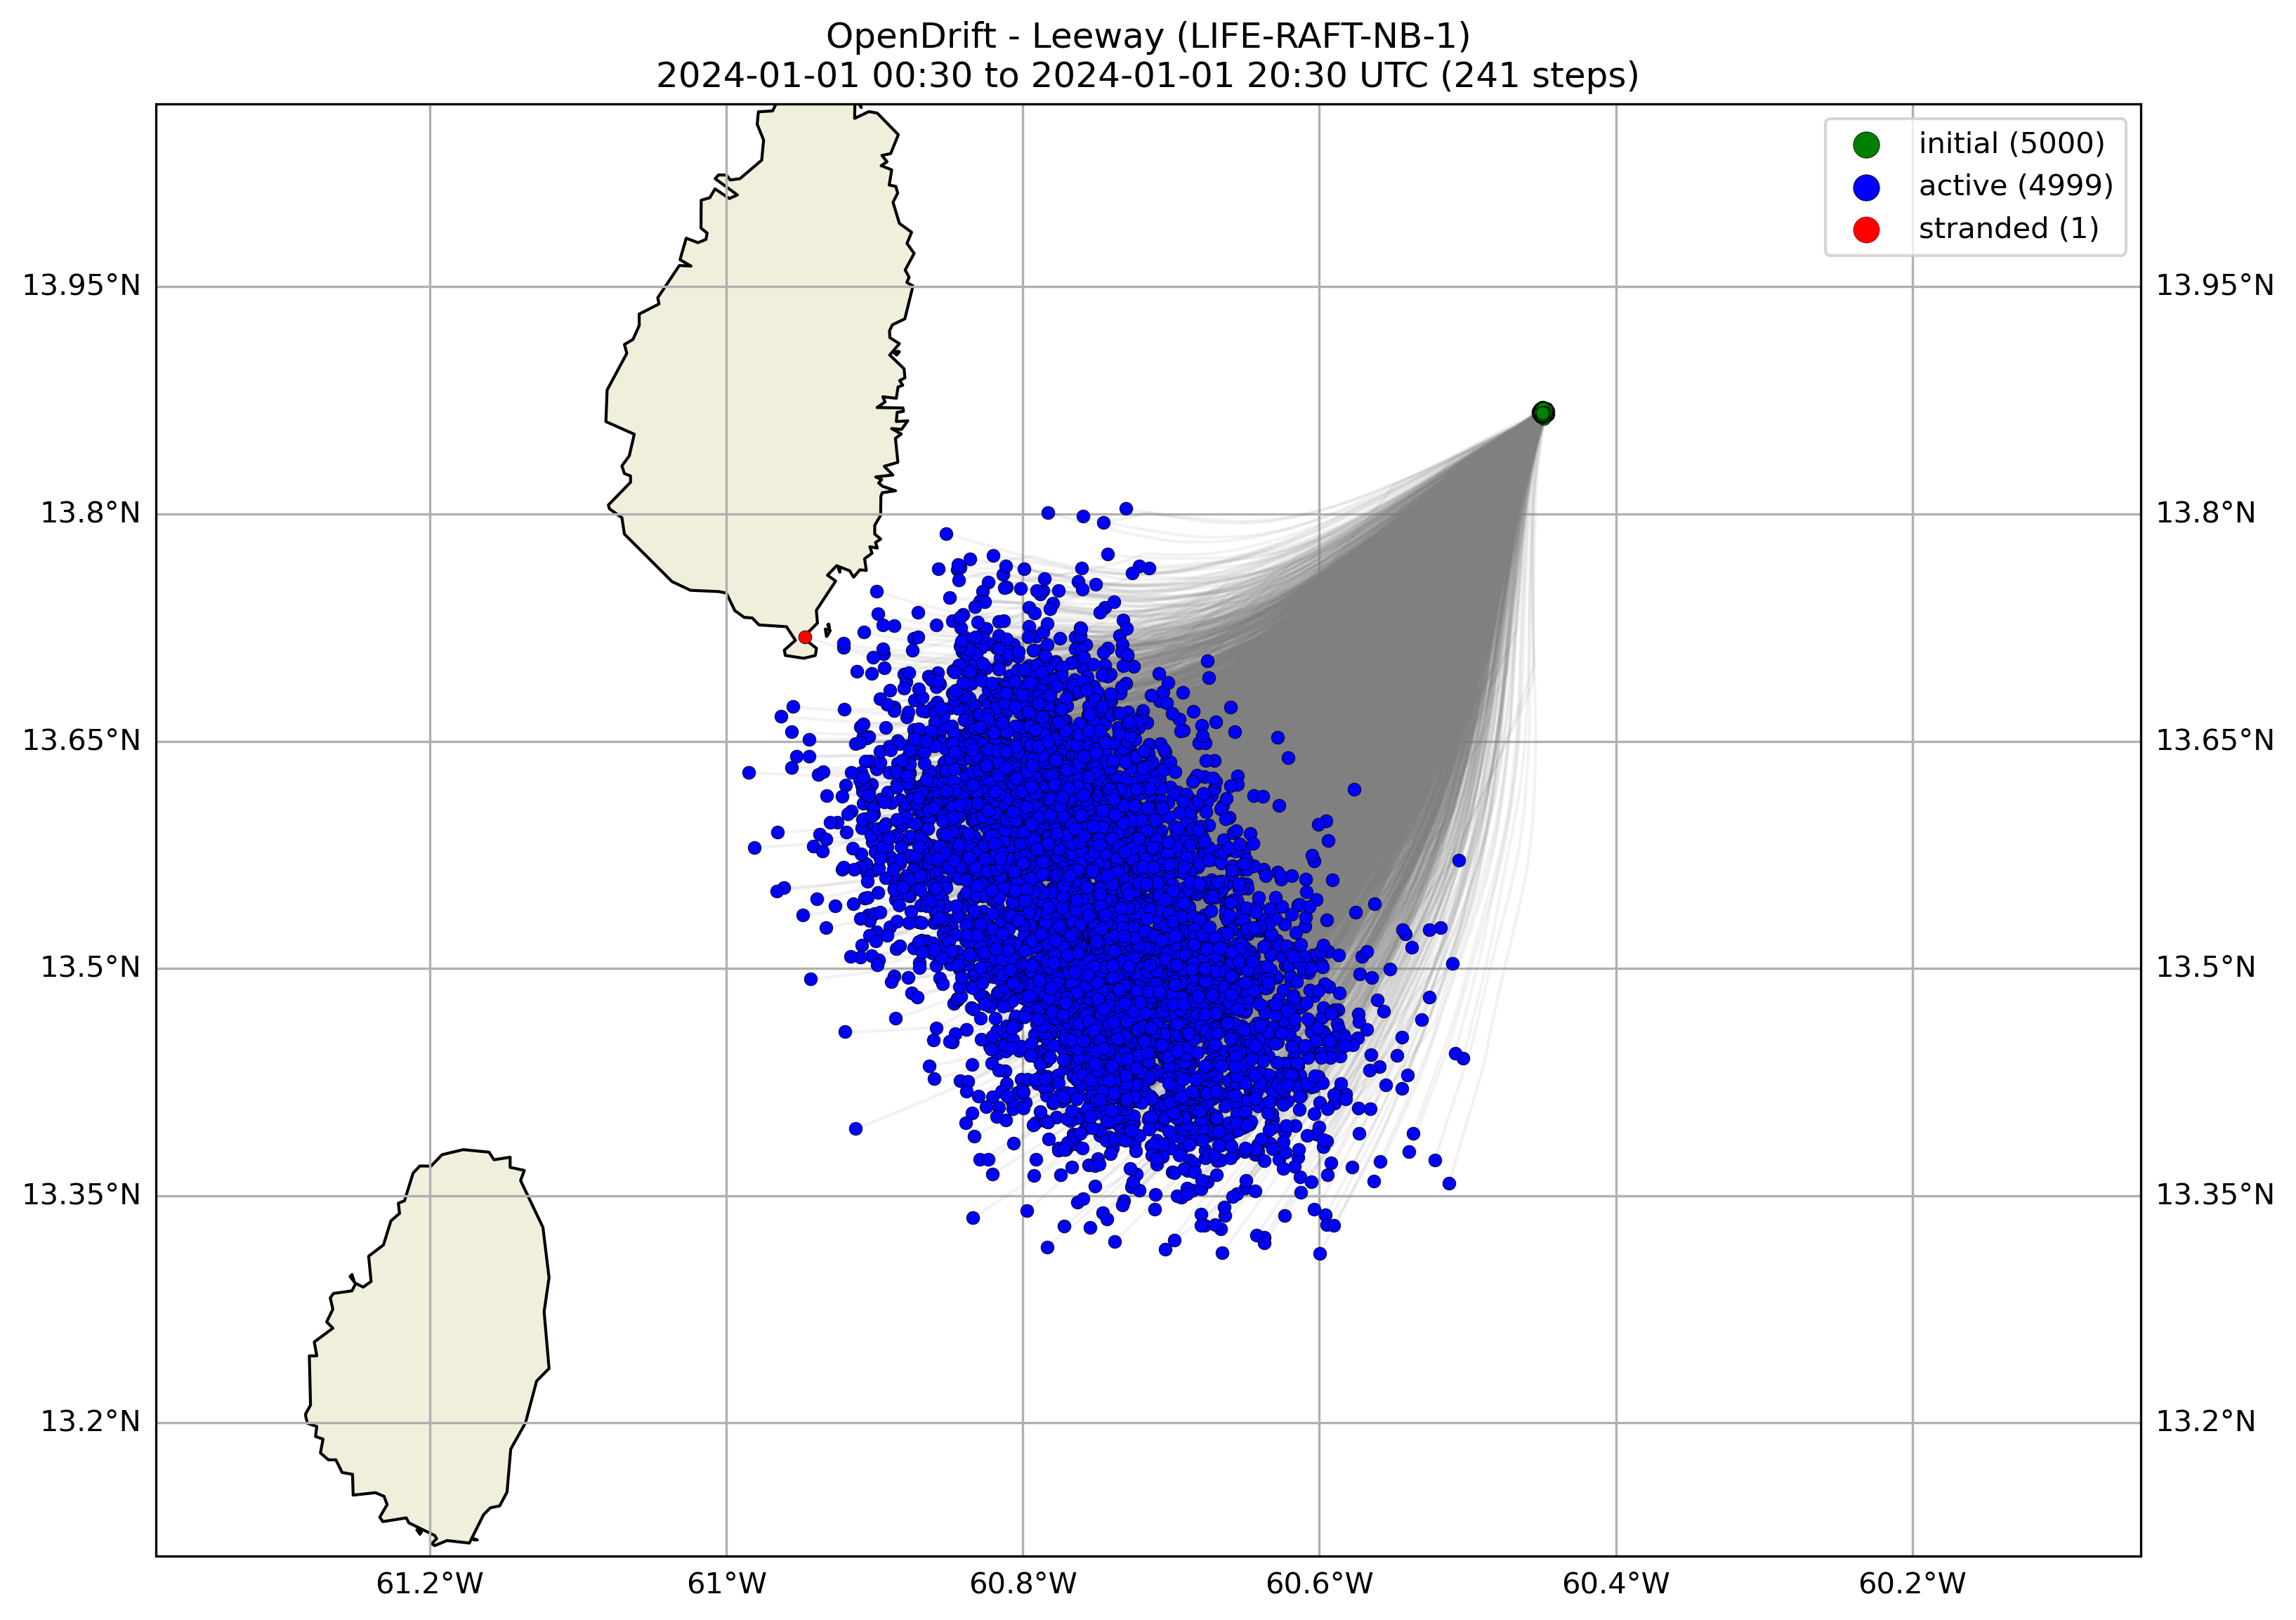 OpenDrift - Leeway (LIFE-RAFT-NB-1)
2024-01-01 00:30 to 2024-01-01 20:30 UTC (241 steps)
initial (5000)
active (4999)
stranded (1)
13.95°N 13.95°N
13.8°N 13.8°N
13.65°N 13.65°N
13.5°N 13.5°N
13.35°N 13.35°N
13.2°N 13.2°N
61.2°W 61°W 60.8°W 60.6°W 60.4°W 60.2°W